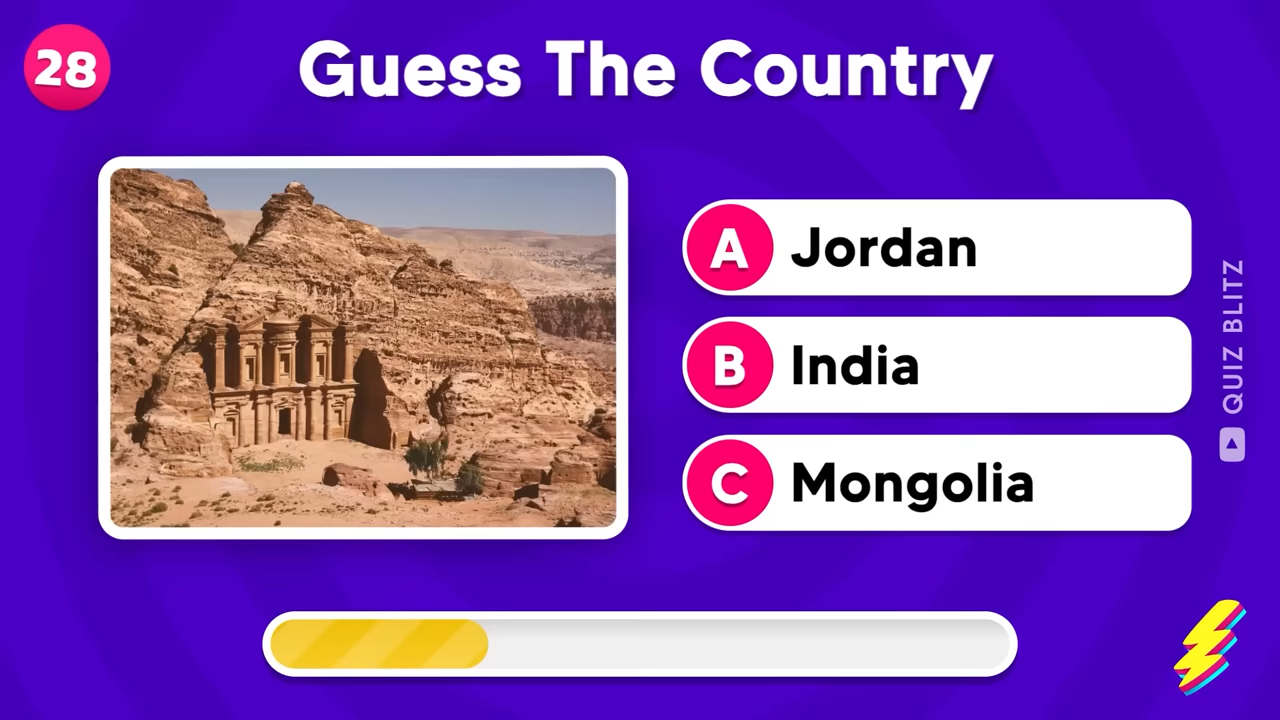 28
Guess The Country
A Jordan
B India
C Mongolia
QUIZ BLITZ